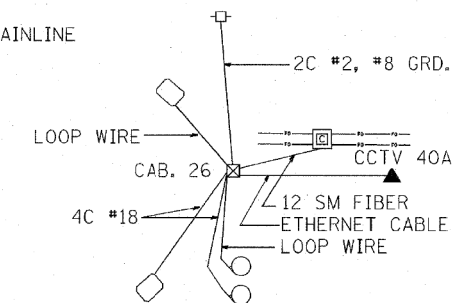 AINLINE
2C #2, #8 GRD.
LOOP WIRE
C
CCTV 40A
CAB. 26
12 SM FIBER
4C #18
ETHERNET CABLE
LOOP WIRE